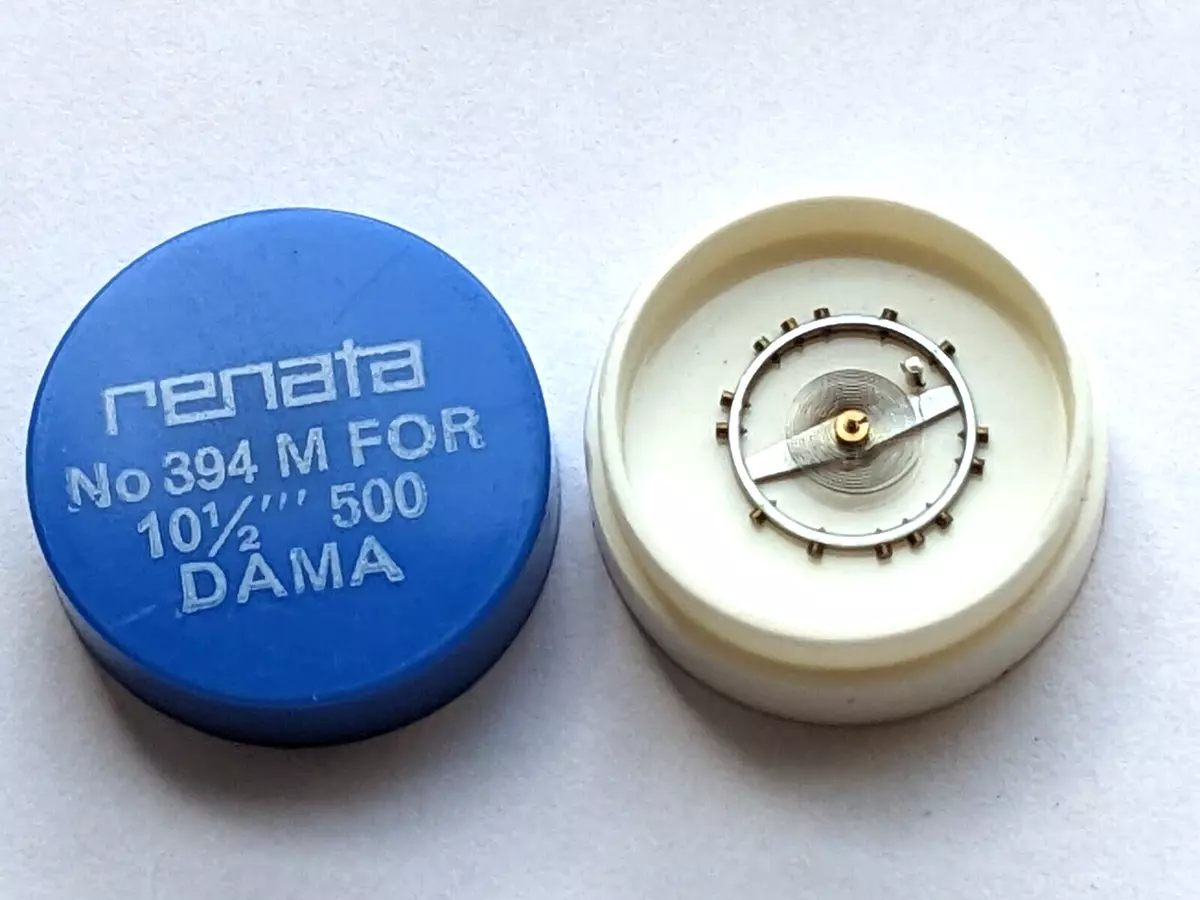 renata
No 394 M FOR
10½''' 500
DAMA